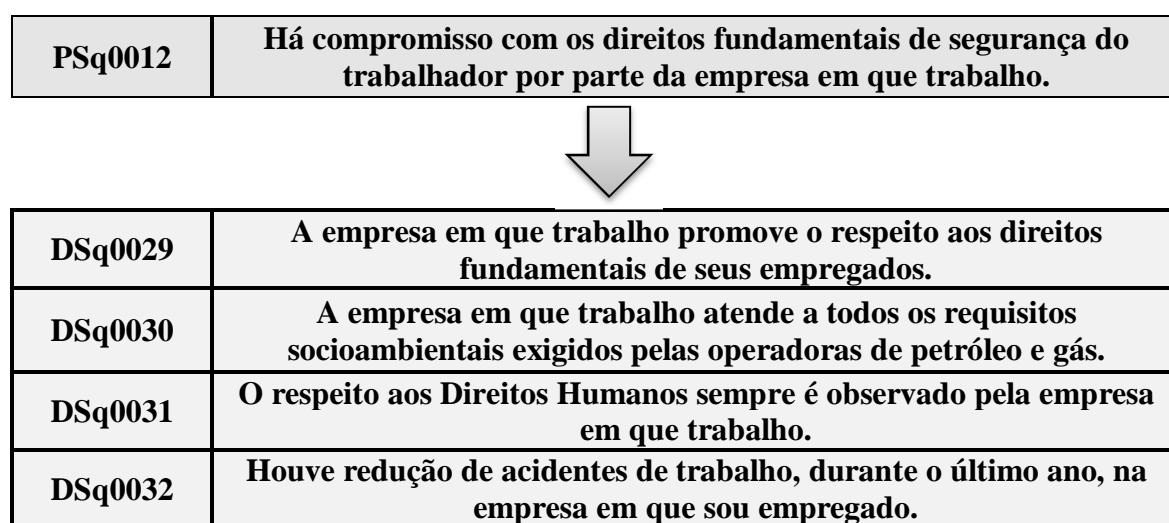 PSq0012
Há compromisso com os direitos fundamentais de segurança do
trabalhador por parte da empresa em que trabalho.
DSq0029
A empresa em que trabalho promove o respeito aos direitos
fundamentais de seus empregados.
DSq0030
A empresa em que trabalho atende a todos os requisitos
socioambientais exigidos pelas operadoras de petróleo e gás.
DSq0031
O respeito aos Direitos Humanos sempre é observado pela empresa
em que trabalho.
DSq0032
Houve redução de acidentes de trabalho, durante o último ano, na
empresa em que sou empregado.